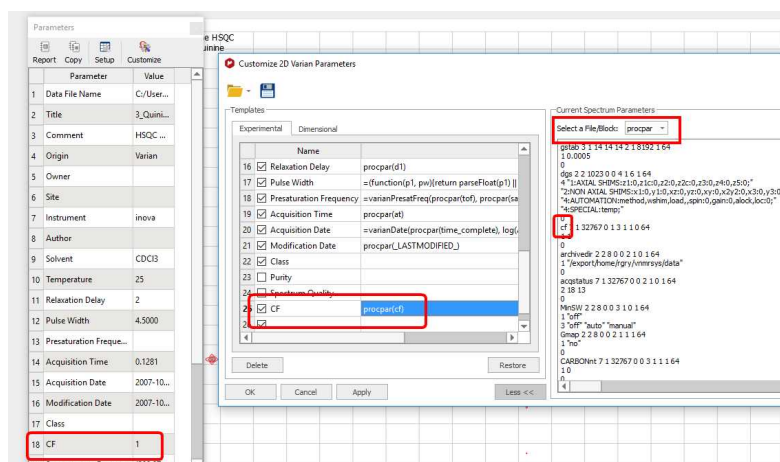 Parameters
Report Copy Setup Customize
Parameter Value
1 Data File Name C:/User...
2 Title 3_Quini...
3 Comment HSQC ...
4 Origin Varian
5 Owner
6 Site
7 Instrument inova
8 Author
9 Solvent CDCl3
10 Temperature 25
11 Relaxation Delay 2
12 Pulse Width 4.5000
13 Presaturation Freque...
14 Acquisition Time 0.1281
15 Acquisition Date 2007-10...
16 Modification Date 2007-10...
17 Class
18 CF 1
e HSQC
uinine
Customize 2D Varian Parameters
Templates
Experimental Dimensional
Name
16 Relaxation Delay procpar(d1)
17 Pulse Width =(function(p1, pw){return parseFloat(p1) ||
18 Presaturation Frequency =varianPresatFreq(procpar(tof), procpar(sa
19 Acquisition Time procpar(at)
20 Acquisition Date =varianDate(procpar(time_complete), log(
21 Modification Date procpar(_LASTMODIFIED_)
22 Class
23 Purity
24 Spectrum Quality
25 CF procpar(cf)
26
Delete Restore
OK Cancel Apply Less <<
Current Spectrum Parameters
Select a File/Block: procpar
gstab 3 1 14 14 14 2 1 8192 1 64
1 0.0005
0
dgs 2 2 1023 0 0 4 1 6 1 64
4 "1:AXIAL SHIMS:z1:0,z1c:0,z2:0,z2c:0,z3:0,z4:0,z5:0;"
"2:NON AXIAL SHIMS:x1:0,y1:0,xz:0,yz:0,xy:0,x2y2:0,x3:0,y3:0
"4:AUTOMATION:method,wshim,load,,spin:0,gain:0,alock,loc:0;"
"4:SPECIAL:temp;"
0
cf 7 1 32767 0 1 3 1 1 0 64
0
archivedir 2 2 8 0 0 2 1 0 1 64
1 "/export/home/rgry/vnmrsys/data"
0
acqstatus 7 1 32767 0 0 2 1 0 1 64
2 18 13
0
MinSW 2 2 8 0 0 3 1 0 1 64
1 "off"
3 "off" "auto" "manual"
Gmap 2 2 8 0 0 2 1 1 1 64
1 "no"
0
CARBONnt 7 1 32767 0 0 3 1 1 1 64
1 0
0